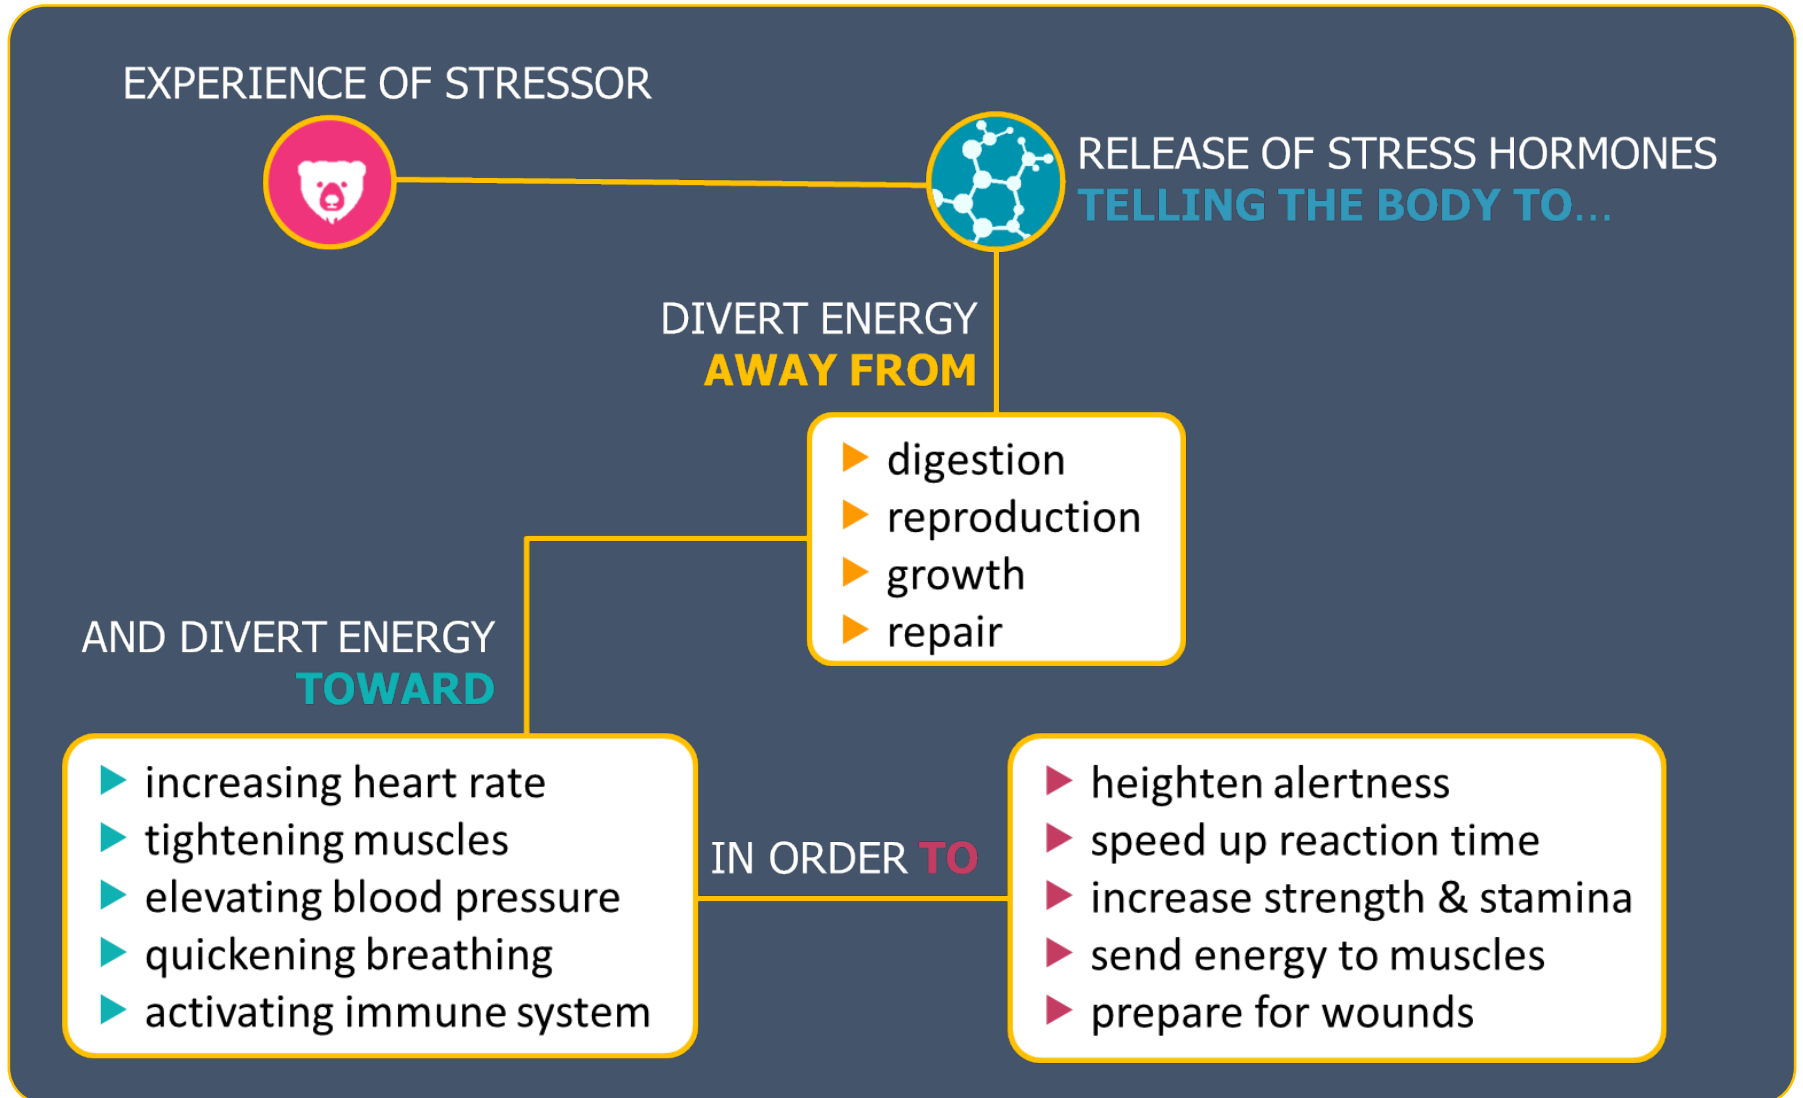 EXPERIENCE OF STRESSOR
RELEASE OF STRESS HORMONES
TELLING THE BODY TO...
DIVERT ENERGY
AWAY FROM
digestion
reproduction
growth
repair
AND DIVERT ENERGY
TOWARD
increasing heart rate
tightening muscles
elevating blood pressure
quickening breathing
activating immune system
IN ORDER TO
heighten alertness
speed up reaction time
increase strength & stamina
send energy to muscles
prepare for wounds